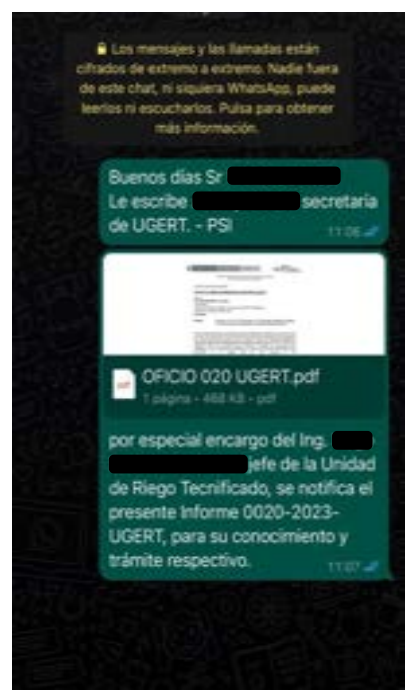 Los mensajes y las llamadas están
cifrados de extremo a extremo. Nadie fuera
de este chat, ni siquiera WhatsApp, puede
leerlos ni escucharlos. Pulsa para obtener
más información.
Buenos días Sr
Le escribe secretaria
de UGERT. - PSI
11:06
OFICIO 020 UGERT.pdf
1 página - 468 KB - pdf
por especial encargo del Ing.
jefe de la Unidad
de Riego Tecnificado, se notifica el
presente Informe 0020-2023-
UGERT, para su conocimiento y
trámite respectivo.
11:07